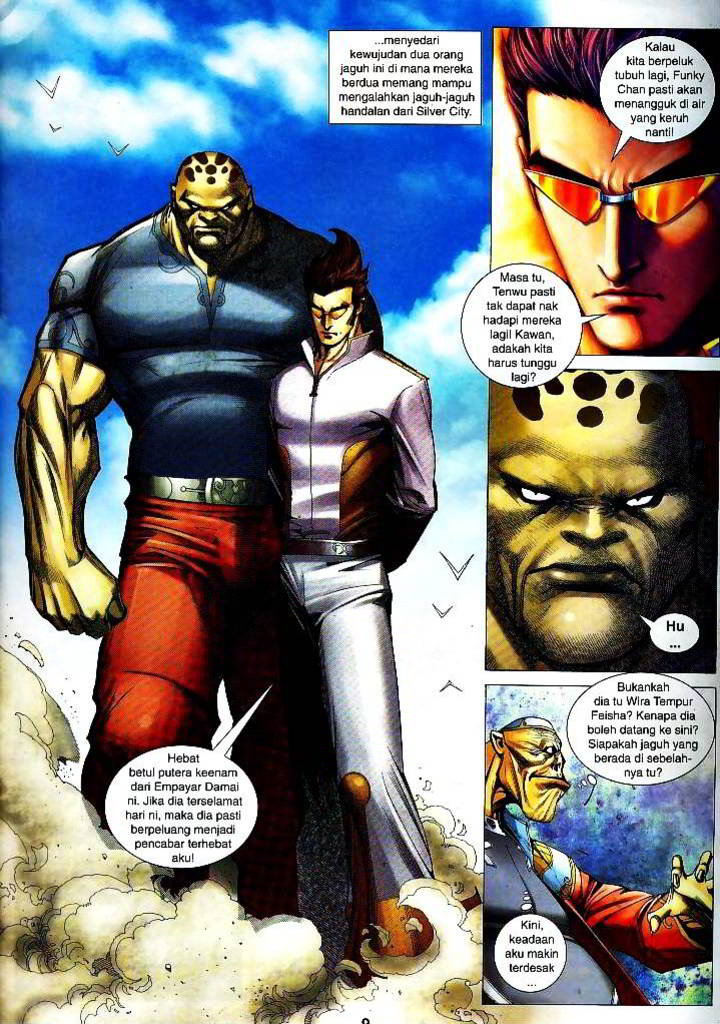 ...menyedari
kewujudan dua orang
jaguh ini di mana mereka
berdua memang mampu
mengalahkan jaguh-jaguh
handalan dari Silver City.
Kalau
kita berpeluk
tubuh lagi, Funky
Chan pasti akan
menangguk di air
yang keruh
nanti!
Masa tu,
Tenwu pasti
tak dapat nak
hadapi mereka
lagi! Kawan,
adakah kita
harus tunggu
lagi?
Hu
...
Hebat
betul putera keenam
dari Empayar Damai
ni. Jika dia terselamat
hari ni, maka dia pasti
berpeluang menjadi
pencabar terhebat
aku!
Bukankah
dia tu Wira Tempur
Feisha? Kenapa dia
boleh datang ke sini?
Siapakah jaguh yang
berada di sebelah-
nya tu?
Kini,
keadaan
aku makin
terdesak
...